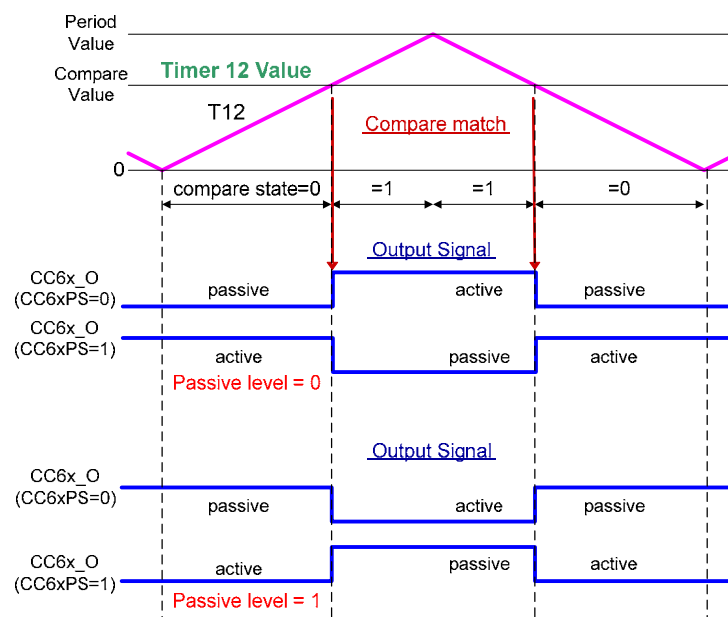 Period
Value
Compare
Value
Timer 12 Value
T12
Compare match
0
compare state=0
=1
=1
=0
Output Signal
CC6x_O
(CC6xPS=0)
passive
active
passive
CC6x_O
(CC6xPS=1)
active
passive
active
Passive level = 0
Output Signal
CC6x_O
(CC6xPS=0)
passive
active
passive
CC6x_O
(CC6xPS=1)
active
passive
active
Passive level = 1